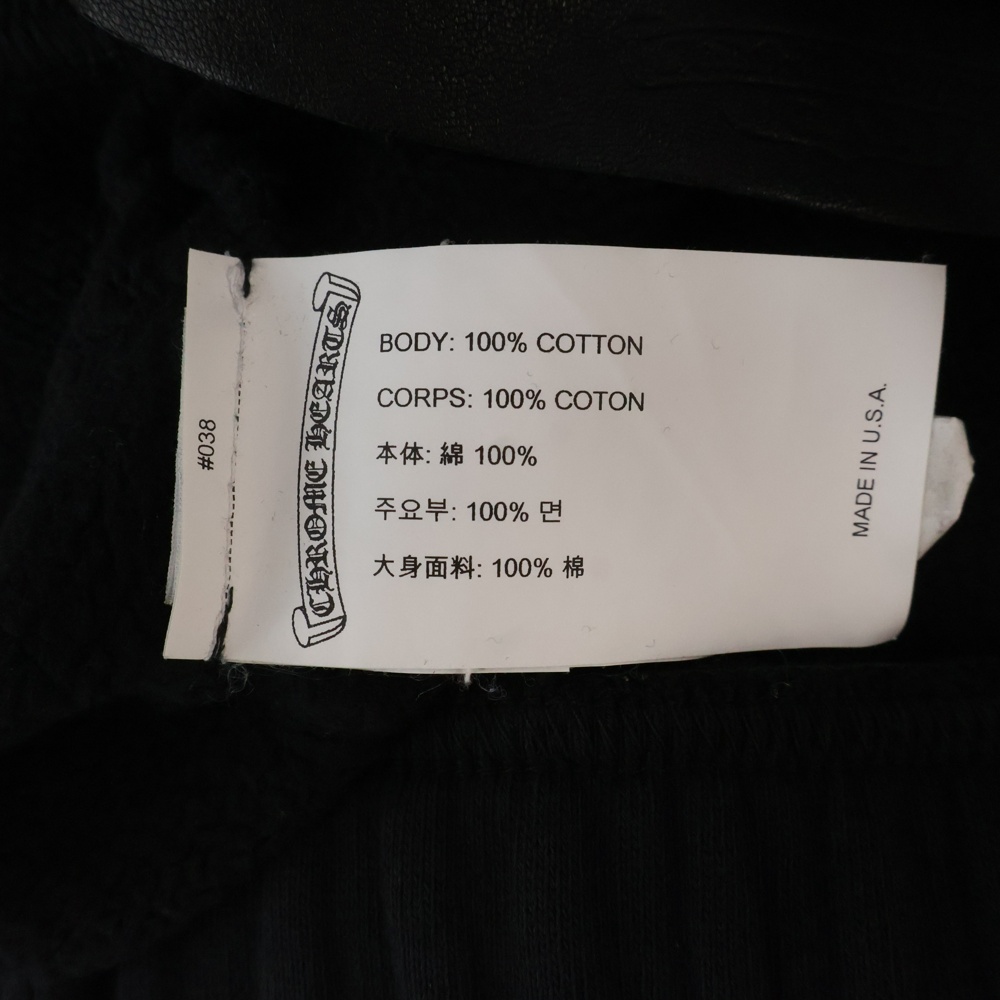 #038
CHROME HEARTS
BODY: 100% COTTON
CORPS: 100% COTON
本体: 綿 100%
주요부: 100% 면
大身面料: 100% 棉
MADE IN U.S.A.